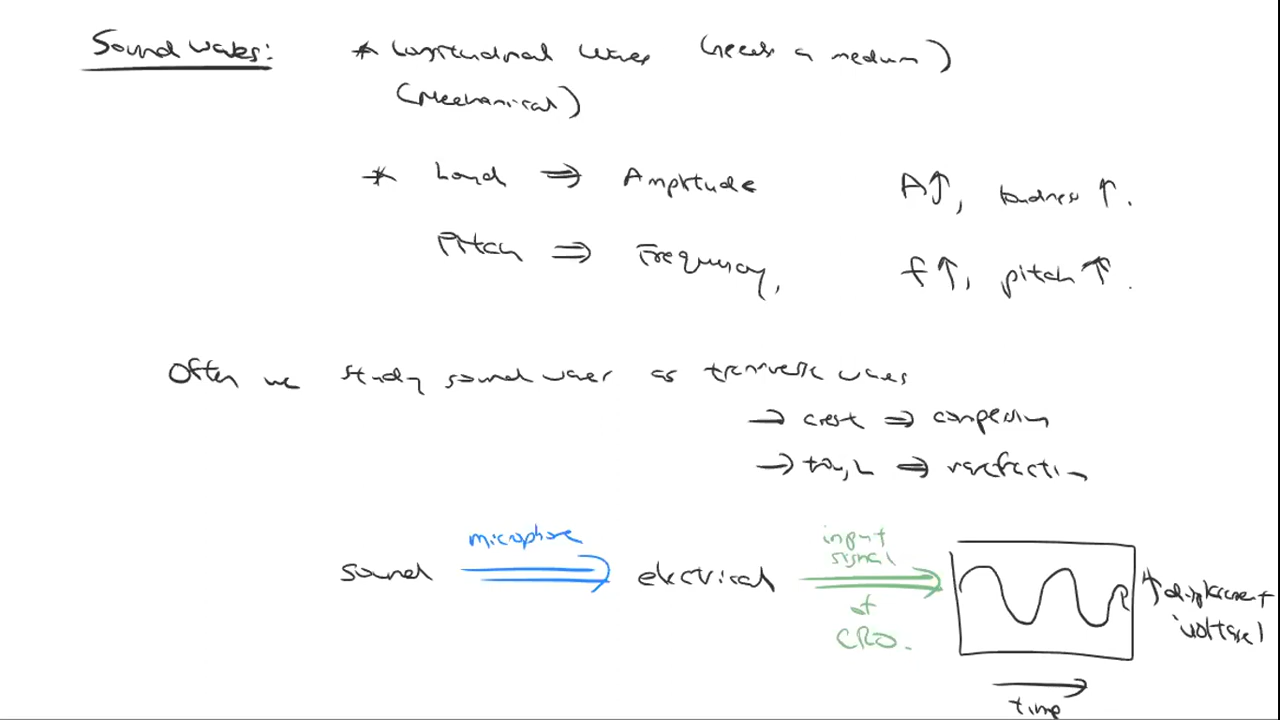 Sound waves: * Longitudinal waves (needs a medium)
(Mechanical)
* Loud ⇒ Amplitude A↑, loudness ↑.
Pitch ⇒ Frequency, f↑, pitch ↑.
Often we study sound waves as transverse waves
→ crest ⇒ compression
→ trough ⇒ rarefaction
microphone
input
signal
sound electrical
of
CRO.
↑ displacement
voltage
time